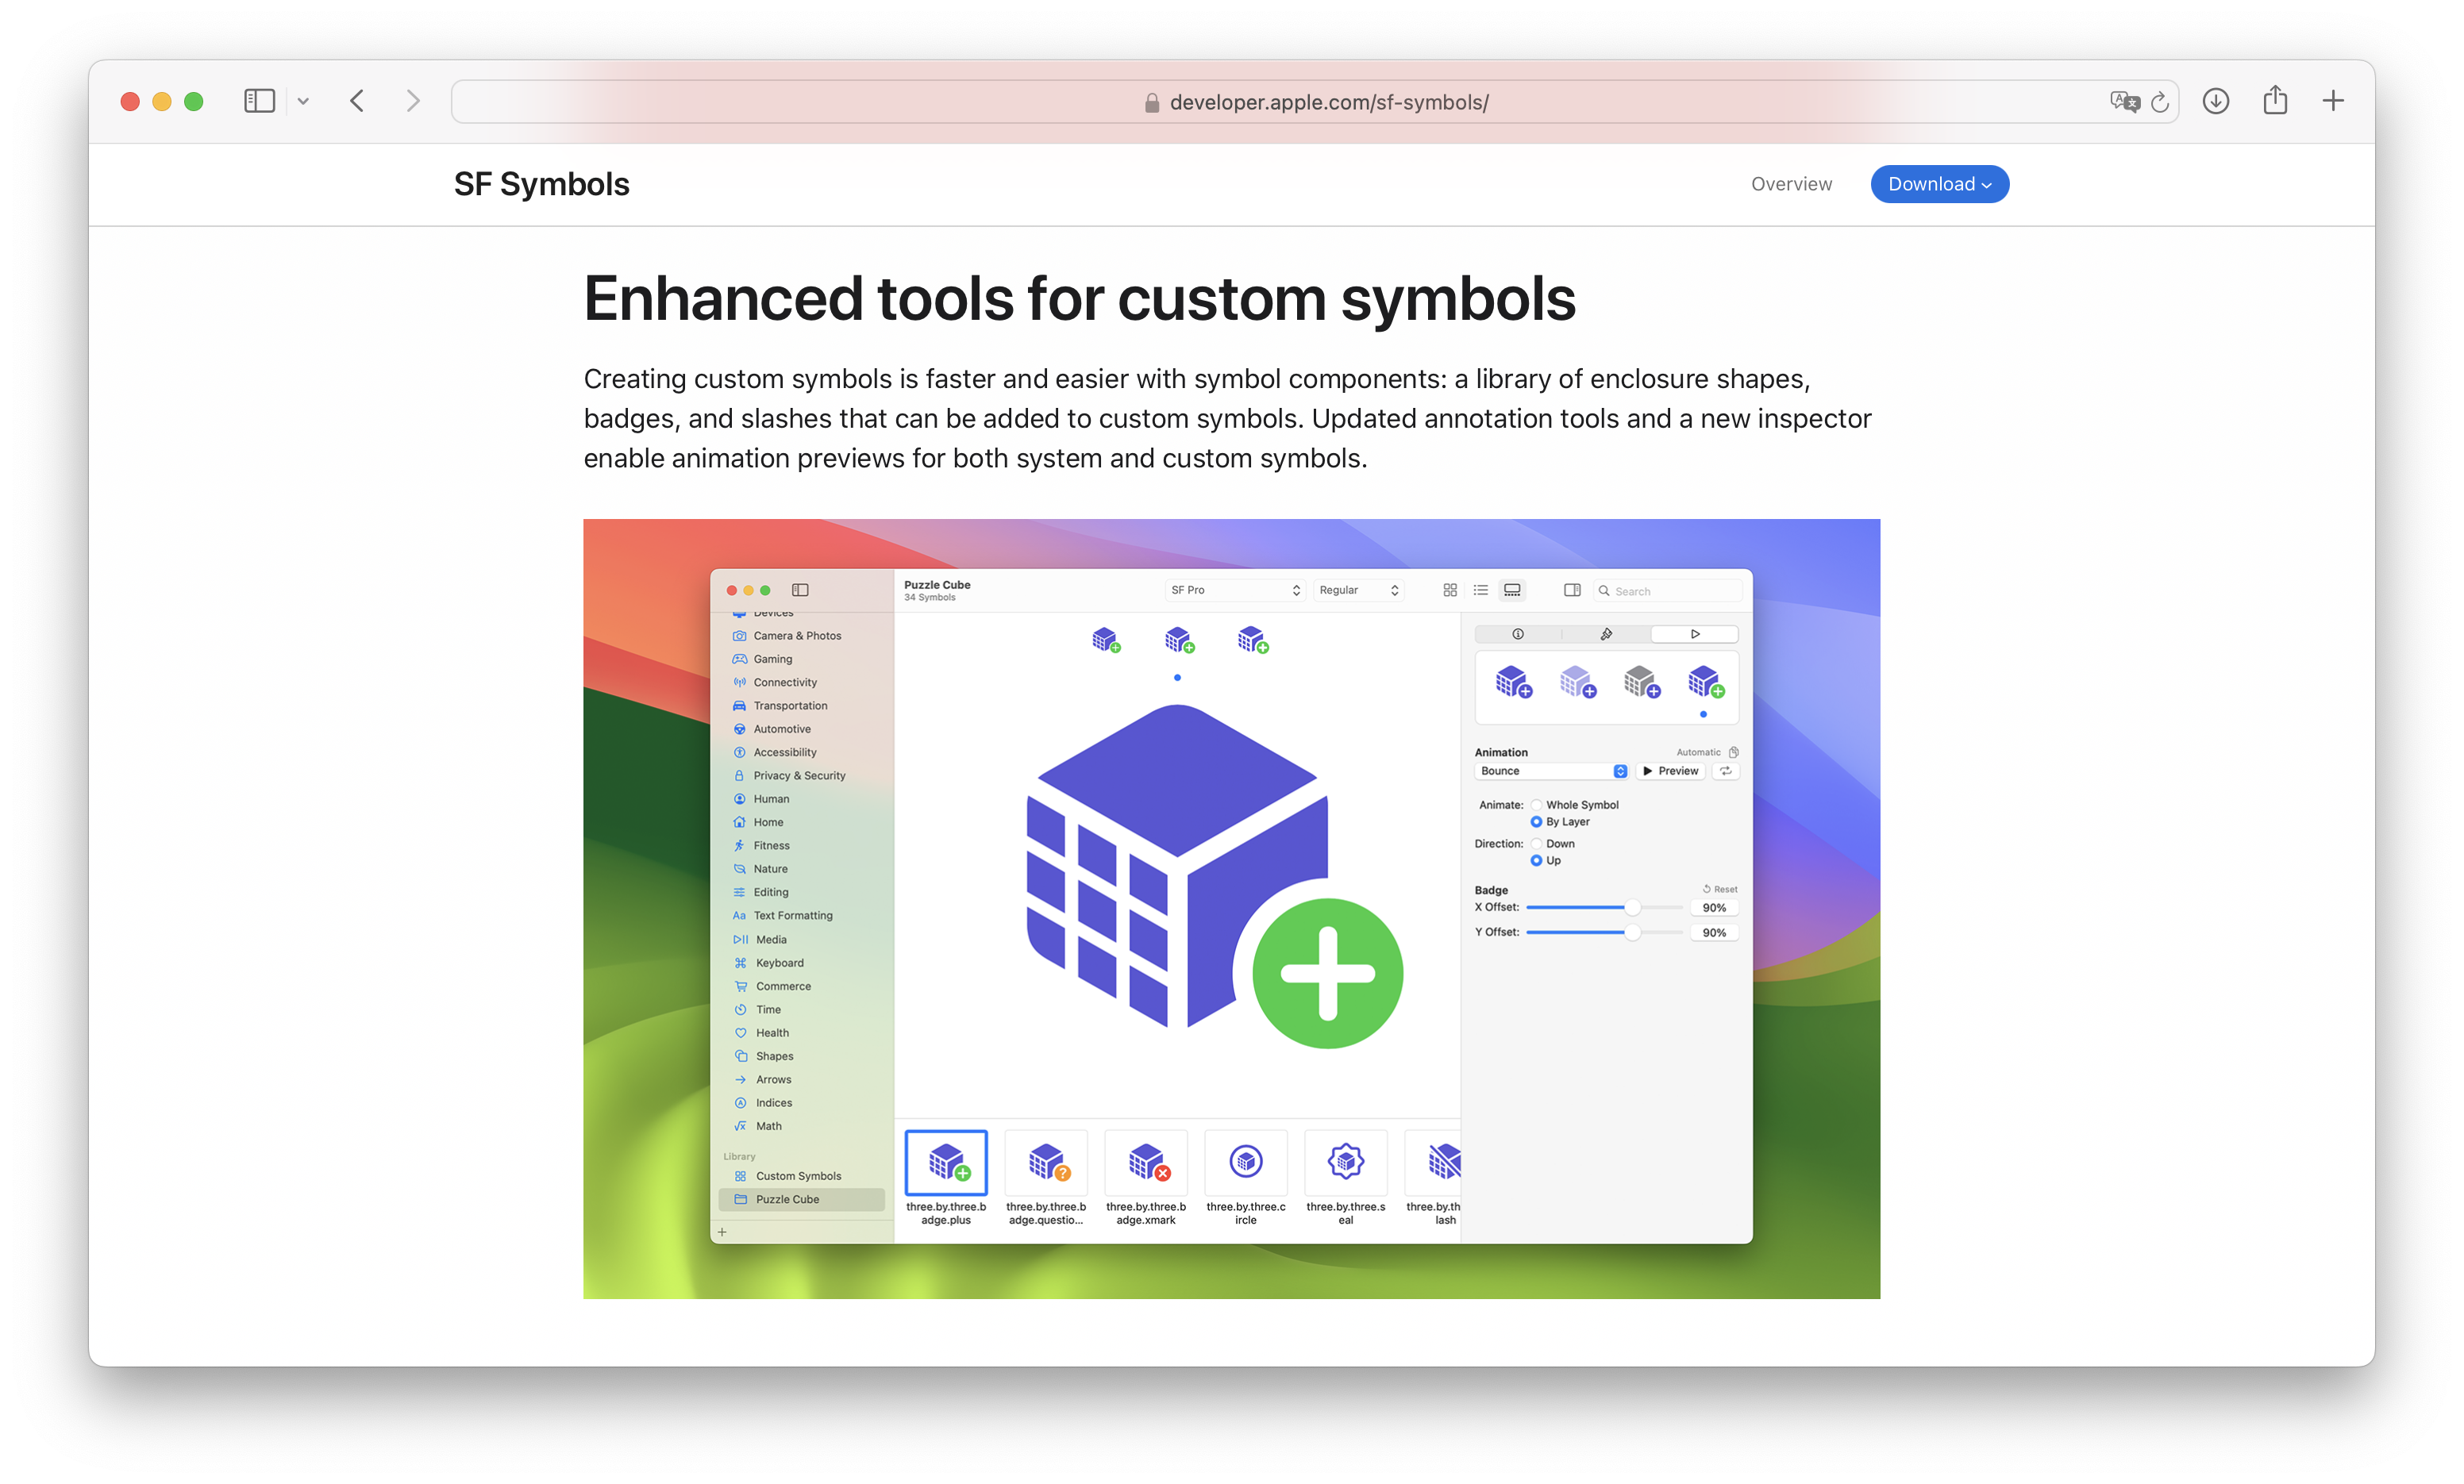 developer.apple.com/sf-symbols/
SF Symbols
Overview
Download
Enhanced tools for custom symbols
Creating custom symbols is faster and easier with symbol components: a library of enclosure shapes,
badges, and slashes that can be added to custom symbols. Updated annotation tools and a new inspector
enable animation previews for both system and custom symbols.
Puzzle Cube
34 Symbols
SF Pro
Regular
Search
Devices
Camera & Photos
Gaming
Connectivity
Transportation
Automotive
Accessibility
Privacy & Security
Human
Home
Fitness
Nature
Editing
Aa Text Formatting
Media
Keyboard
Commerce
Time
Health
Shapes
Arrows
Indices
Math
Library
Custom Symbols
Puzzle Cube
three.by.three.b
adge.plus
three.by.three.b
adge.questio...
three.by.three.b
adge.xmark
three.by.three.c
ircle
three.by.three.s
eal
three.by.th
lash
Animation
Automatic
Bounce
Preview
Animate:
Whole Symbol
By Layer
Direction:
Down
Up
Badge
Reset
X Offset:
90%
Y Offset:
90%